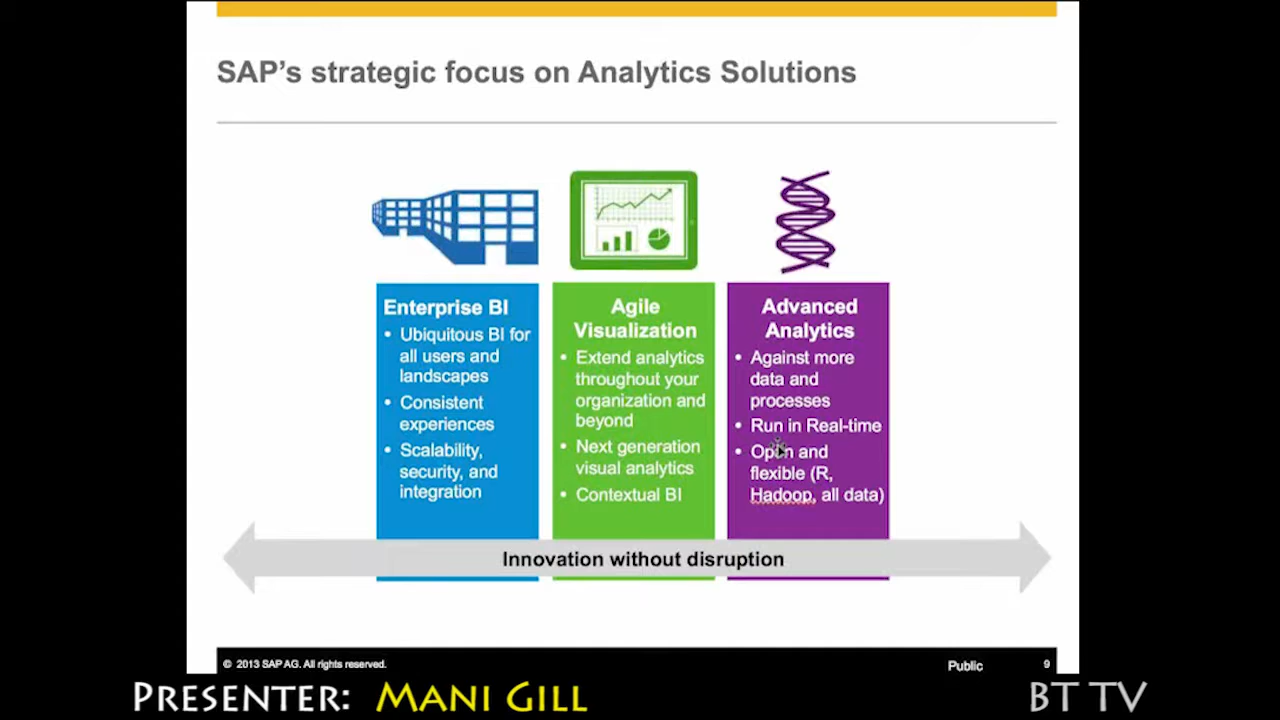 SAP's strategic focus on Analytics Solutions
Enterprise BI
• Ubiquitous BI for
all users and
landscapes
• Consistent
experiences
• Scalability,
security, and
integration
Agile
Visualization
• Extend analytics
throughout your
organization and
beyond
• Next generation
visual analytics
• Contextual BI
Advanced
Analytics
• Against more
data and
processes
• Run in Real-time
• Open and
flexible (R,
Hadoop, all data)
Innovation without disruption
© 2013 SAP AG. All rights reserved.
Public
9
PRESENTER: MANI GILL
BT TV